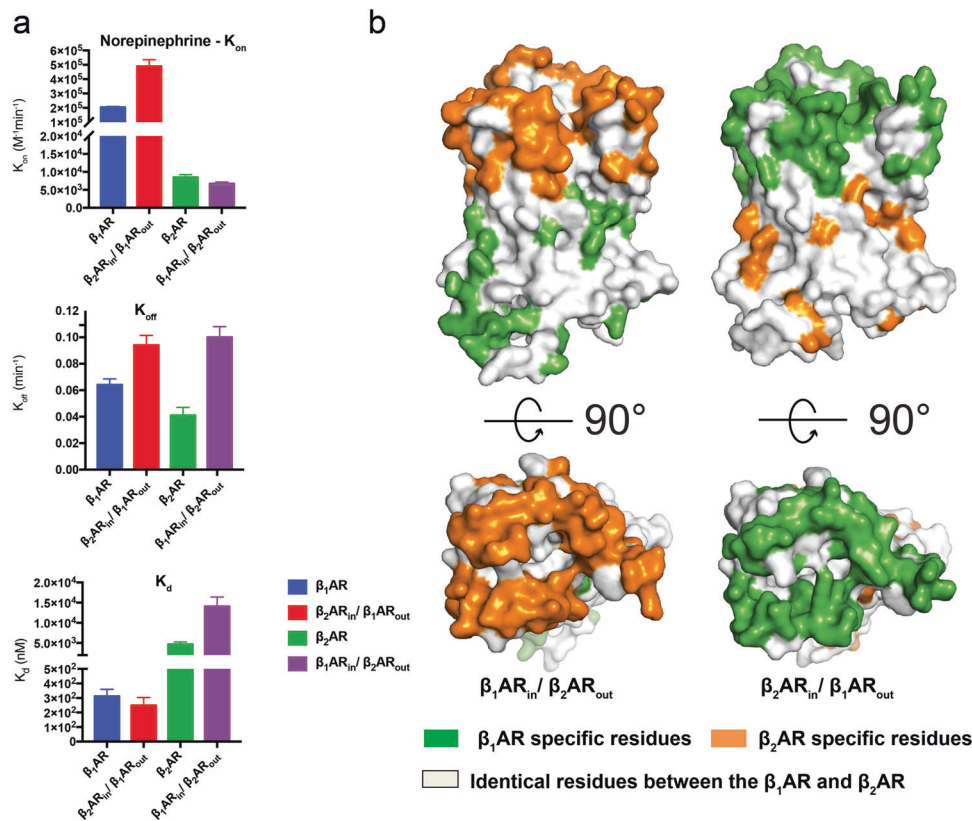 a
Norepinephrine - Kon
Kon (M-1min-1)
6×10⁵
5×10⁵
4×10⁵
3×10⁵
2×10⁵
1×10⁵
2.0×10⁴
1.5×10⁴
1.0×10⁴
5.0×10³
0.0
β₁AR
β₂ARin/ β₁ARout
β₂AR
β₁ARin/ β₂ARout
Koff
Koff (min⁻¹)
0.12
0.10
0.08
0.06
0.04
0.02
0.00
β₁AR
β₂ARin/ β₁ARout
β₂AR
β₁ARin/ β₂ARout
Kd
Kd (nM)
2.0×10⁴
1.5×10⁴
1.0×10⁴
5.0×10³
5×10²
4×10²
3×10²
2×10²
1×10²
0
β₁AR
β₂ARin/ β₁ARout
β₂AR
β₁ARin/ β₂ARout
β₁AR
β₂ARin/ β₁ARout
β₂AR
β₁ARin/ β₂ARout
b
90°
90°
β₁ARin/ β₂ARout
β₂ARin/ β₁ARout
β₁AR specific residues
β₂AR specific residues
Identical residues between the β₁AR and β₂AR